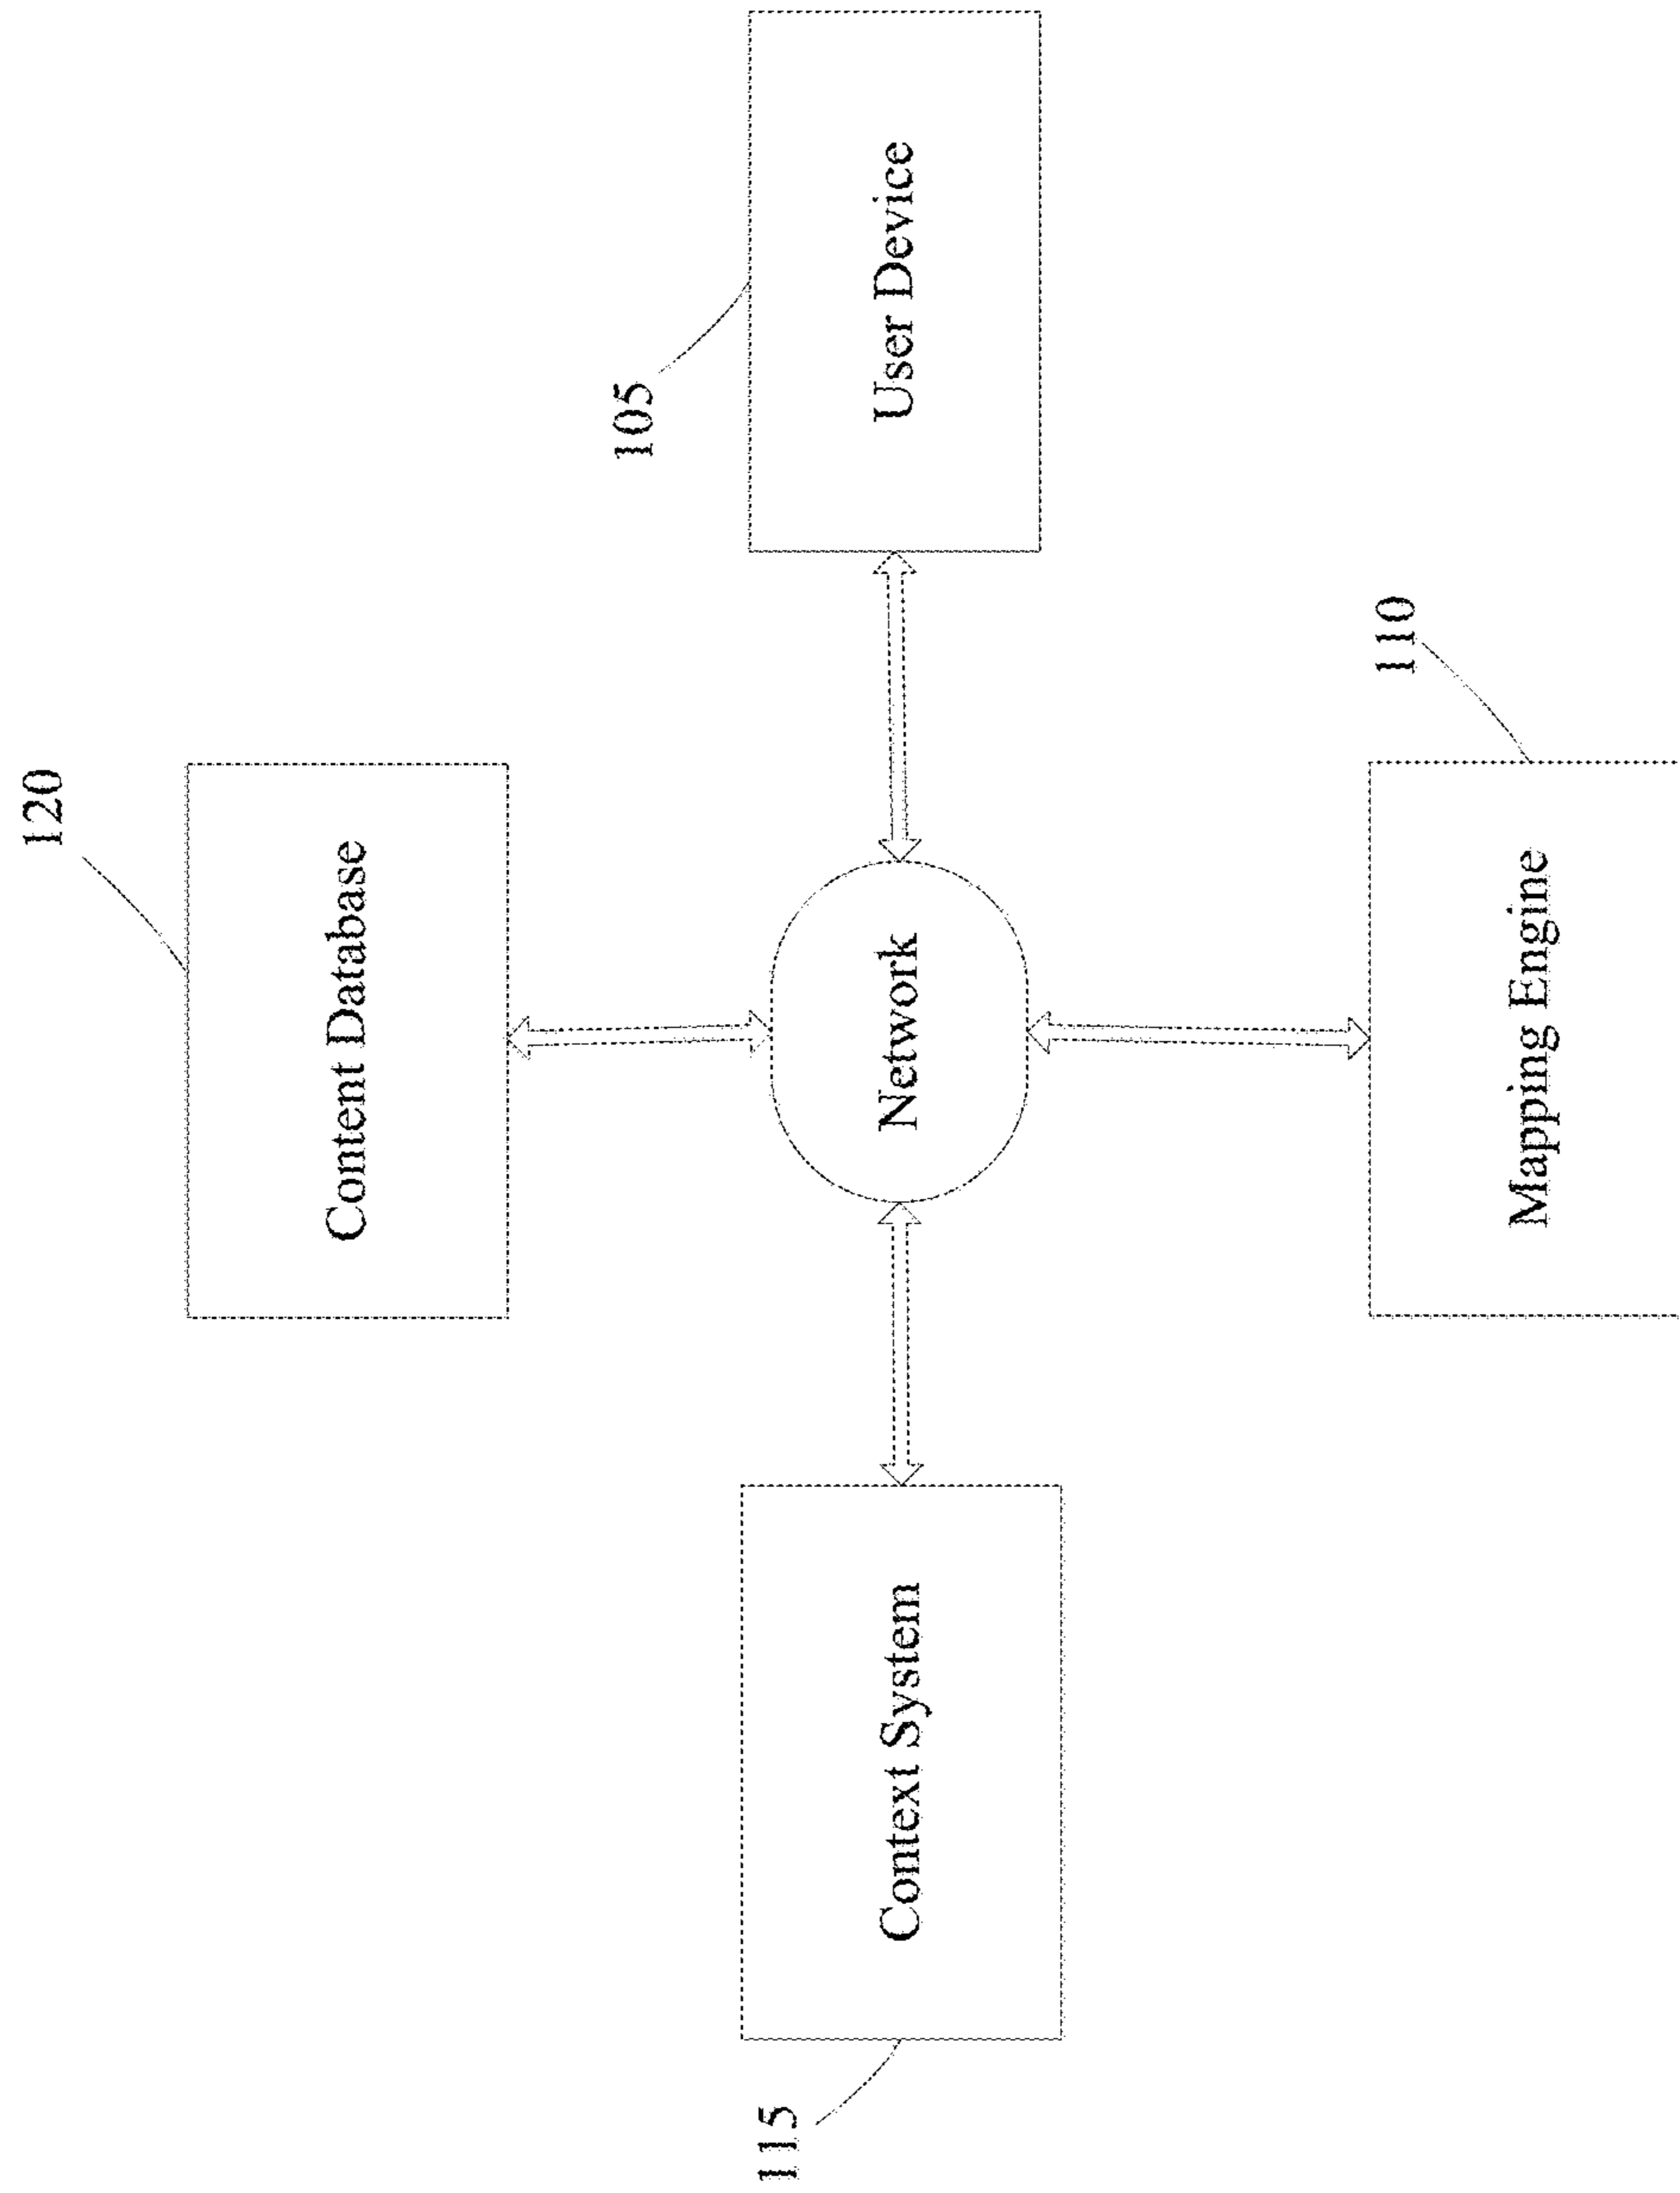 120
Content Database
115
Context System
Network
User Device
105
Mapping Engine
110